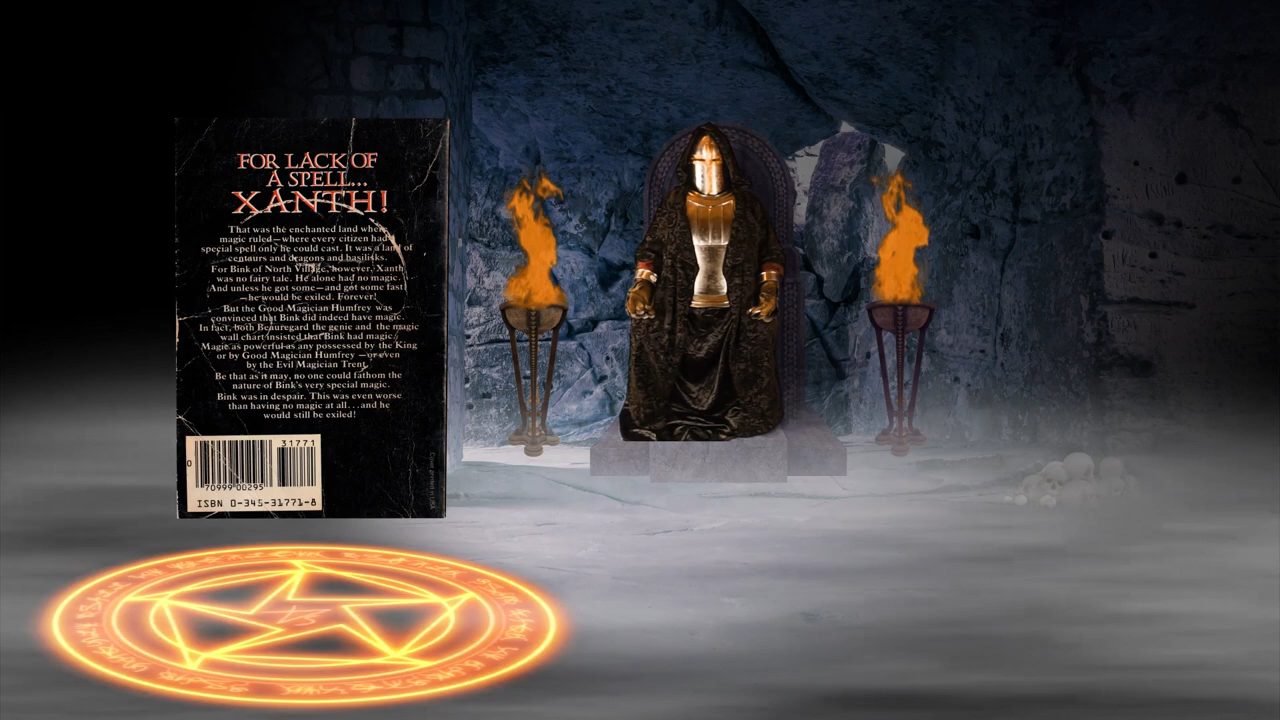 FOR LACK OF
A SPELL...
XANTH!
That was the enchanted land where
magic ruled—where every citizen had a
special spell only he could cast. It was a land of
centaurs and dragons and basilisks.
For Bink of North Village, however, Xanth
was no fairy tale. He alone had no magic.
And unless he got some—and got some fast
—he would be exiled. Forever!
But the Good Magician Humfrey was
convinced that Bink did indeed have magic.
In fact, both Beauregard the genie and the magic
wall chart insisted that Bink had magic.
Magic as powerful as any possessed by the King
or by Good Magician Humfrey—or even
by the Evil Magician Trent.
Be that as it may, no one could fathom the
nature of Bink's very special magic.
Bink was in despair. This was even worse
than having no magic at all...and he
would still be exiled!
31771
0
70999 00295
ISBN 0-345-31771-8
Cover printed in USA